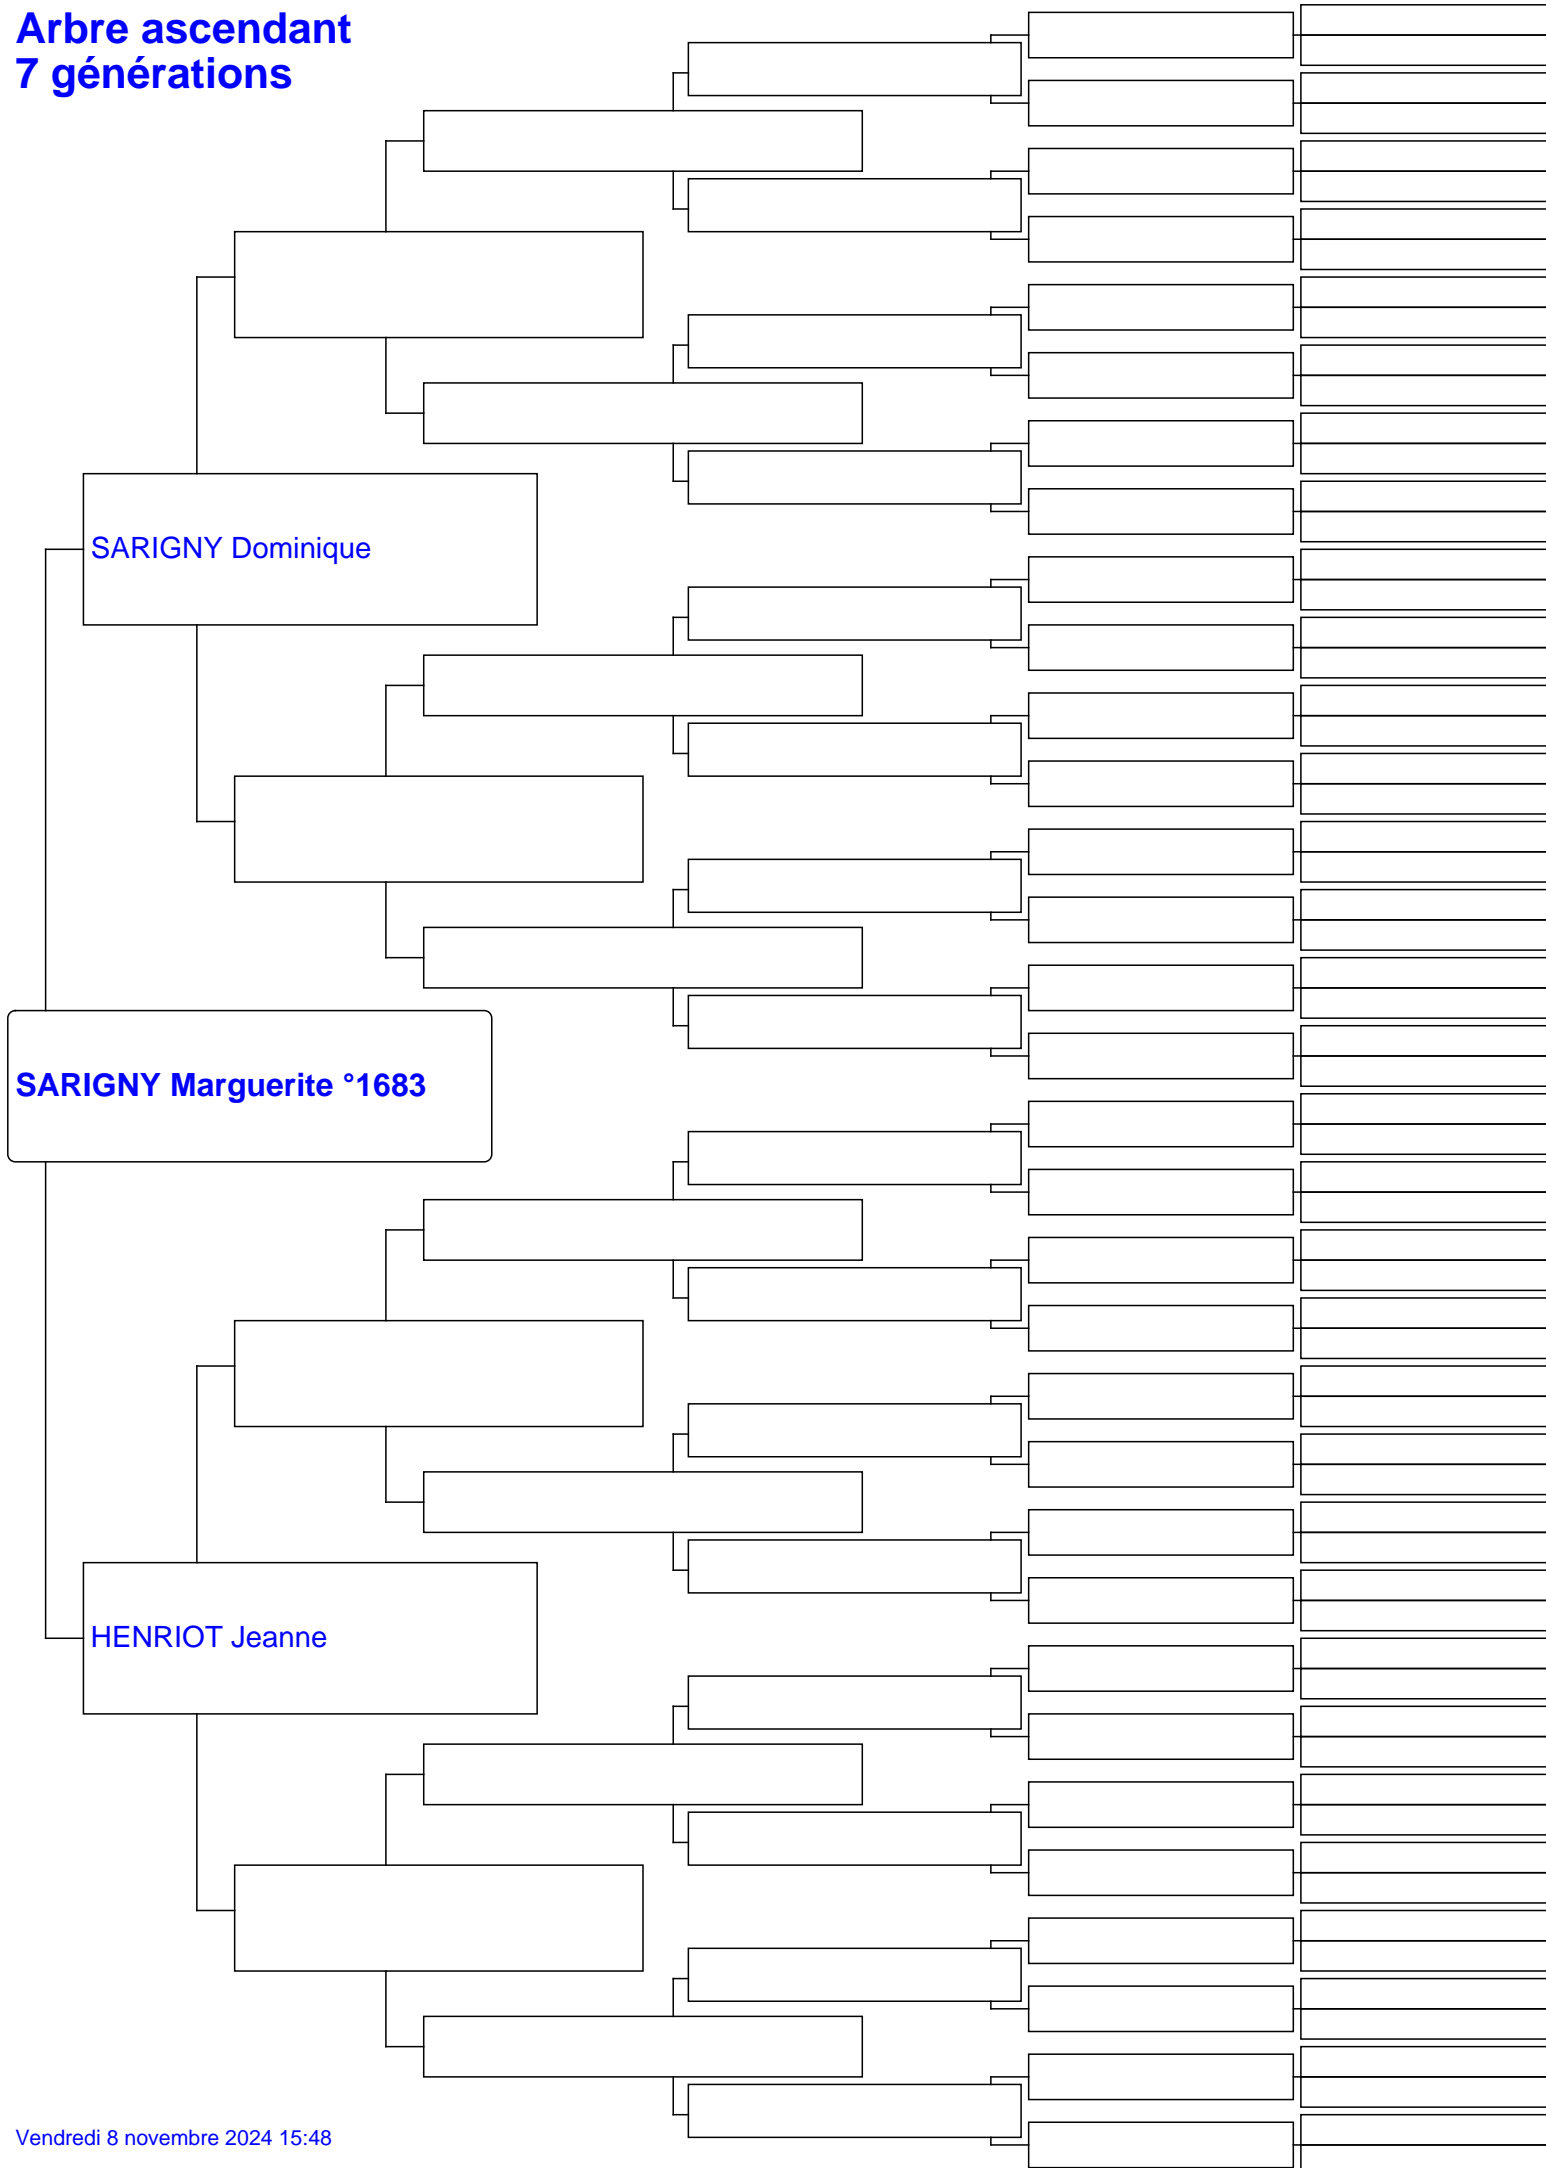 Arbre ascendant
7 générations
SARIGNY Dominique
SARIGNY Marguerite °1683
HENRIOT Jeanne
Vendredi 8 novembre 2024 15:48